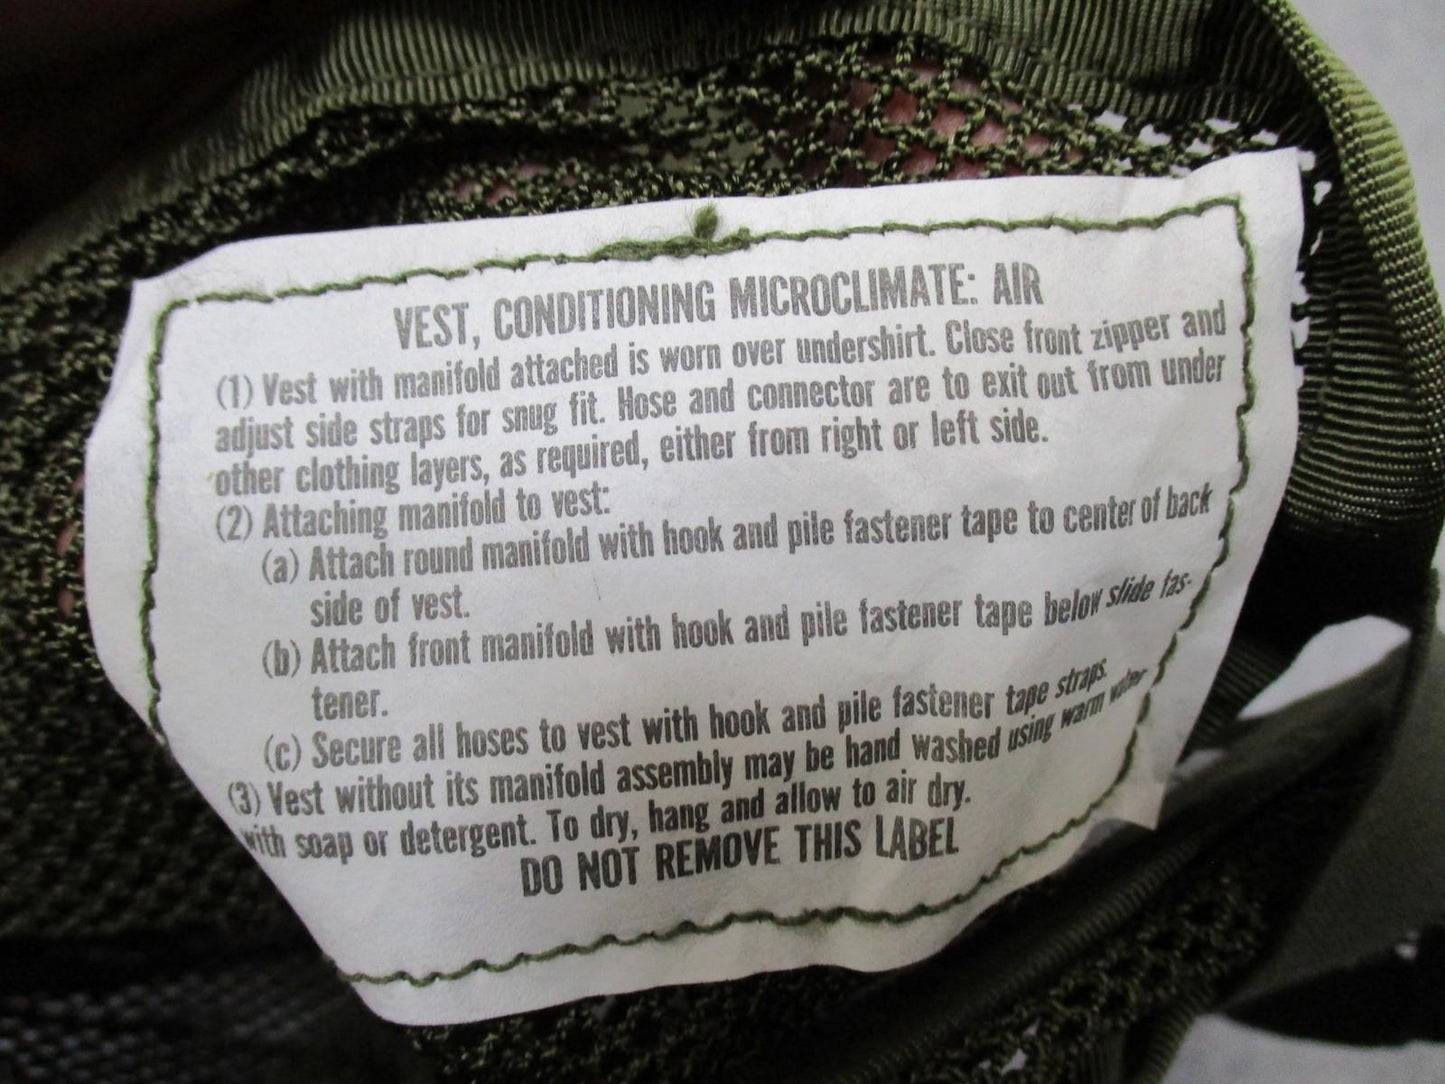 VEST, CONDITIONING MICROCLIMATE: AIR
(1) Vest with manifold attached is worn over undershirt. Close front zipper and
adjust side straps for snug fit. Hose and connector are to exit out from under
other clothing layers, as required, either from right or left side.
(2) Attaching manifold to vest:
(a) Attach round manifold with hook and pile fastener tape to center of back
side of vest.
(b) Attach front manifold with hook and pile fastener tape below slide fas-
tener.
(c) Secure all hoses to vest with hook and pile fastener tape straps.
(3) Vest without its manifold assembly may be hand washed using warm water
with soap or detergent. To dry, hang and allow to air dry.
DO NOT REMOVE THIS LABEL